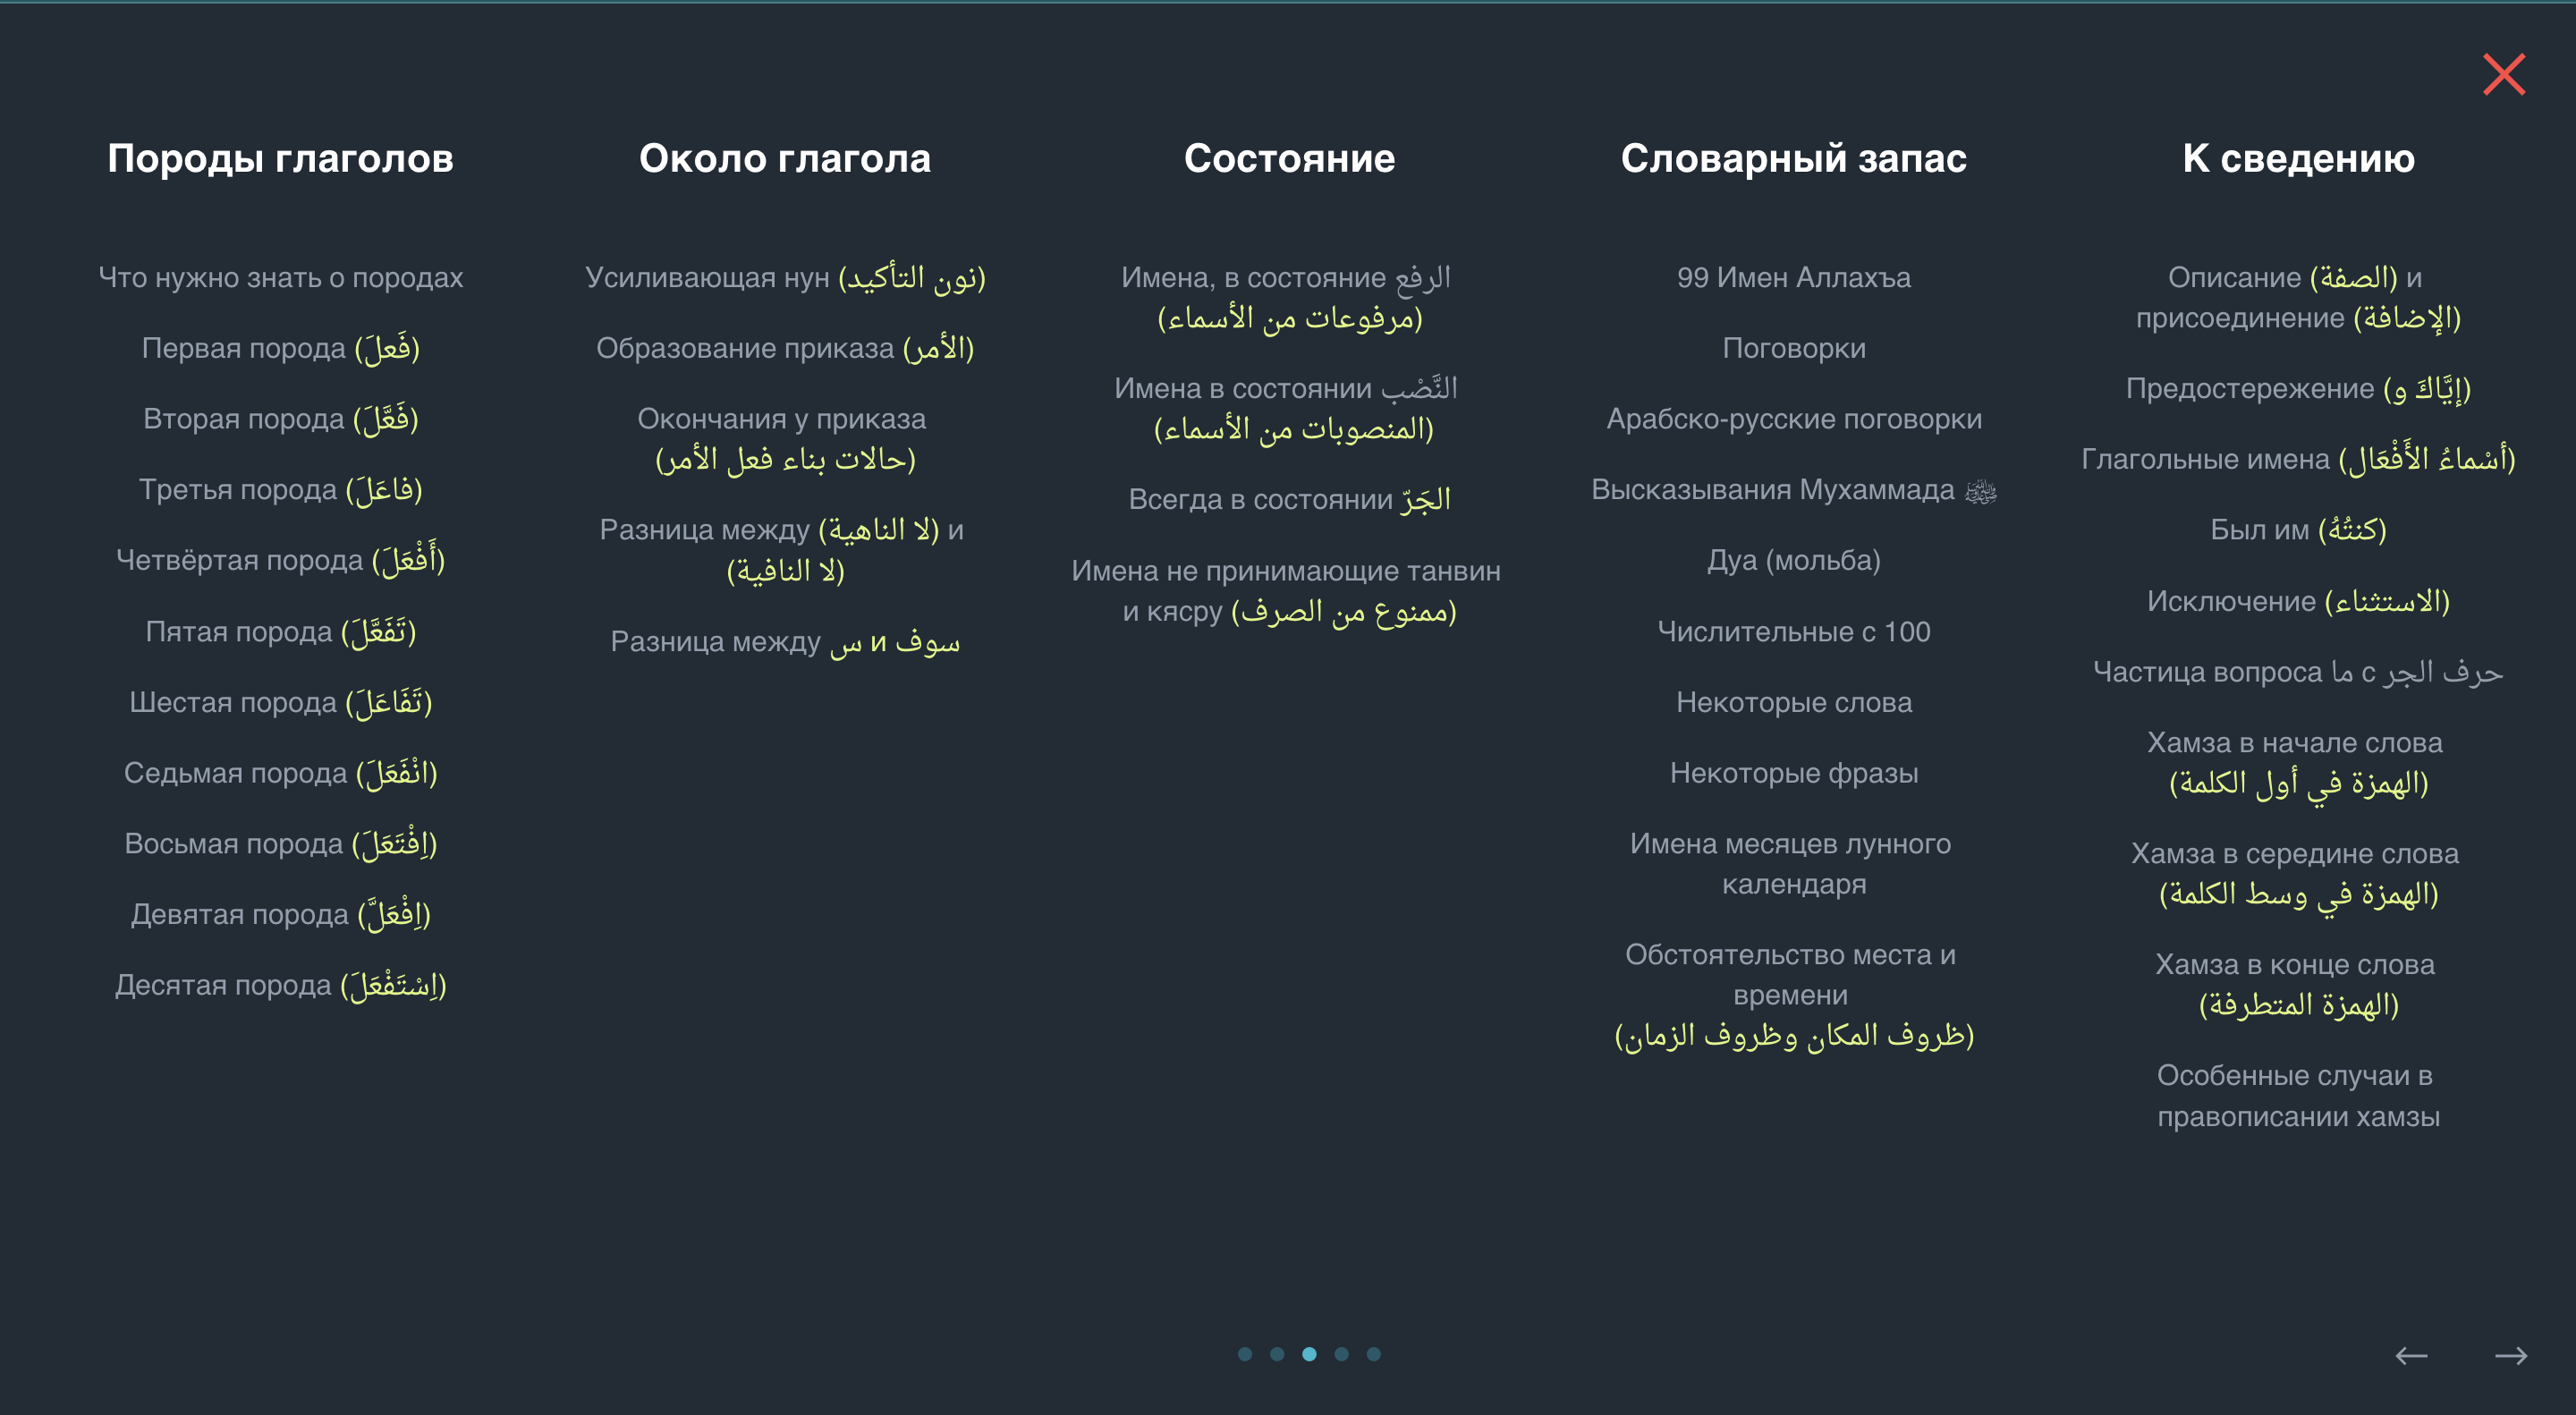 Породы глаголов
Что нужно знать о породах
Первая порода (فَعلَ)
Вторая порода (فَعَّلَ)
Третья порода (فاعَلَ)
Четвёртая порода (أَفْعَلَ)
Пятая порода (تَفَعَّلَ)
Шестая порода (تَفَاعَلَ)
Седьмая порода (انْفَعَلَ)
Восьмая порода (اِفْتَعَلَ)
Девятая порода (اِفْعَلَّ)
Десятая порода (اِسْتَفْعَلَ)
Около глагола
Усиливающая нун (نون التأكيد)
Образование приказа (الأمر)
Окончания у приказа
(حالات بناء فعل الأمر)
Разница между (لا الناهية) и
(لا النافية)
Разница между س и سوف
Состояние
Имена, в состояние الرفع
(مرفوعات من الأسماء)
Имена в состоянии النَّصْب
(المنصوبات من الأسماء)
Всегда в состоянии الجَرّ
Имена не принимающие танвин
и кясру (ممنوع من الصرف)
Словарный запас
99 Имен Аллахъа
Поговорки
Арабско-русские поговорки
Высказывания Мухаммада ﷺ
Дуа (мольба)
Числительные с 100
Некоторые слова
Некоторые фразы
Имена месяцев лунного
календаря
Обстоятельство места и
времени
(ظروف المكان وظروف الزمان)
К сведению
Описание (الصفة) и
присоединение (الإضافة)
Предостережение (إيَّاكَ و)
Глагольные имена (أسْماءُ الأَفْعَال)
Был им (كنتُهُ)
Исключение (الاستثناء)
Частица вопроса ما с حرف الجر
Хамза в начале слова
(الهمزة في أول الكلمة)
Хамза в середине слова
(الهمزة في وسط الكلمة)
Хамза в конце слова
(الهمزة المتطرفة)
Особенные случаи в
правописании хамзы